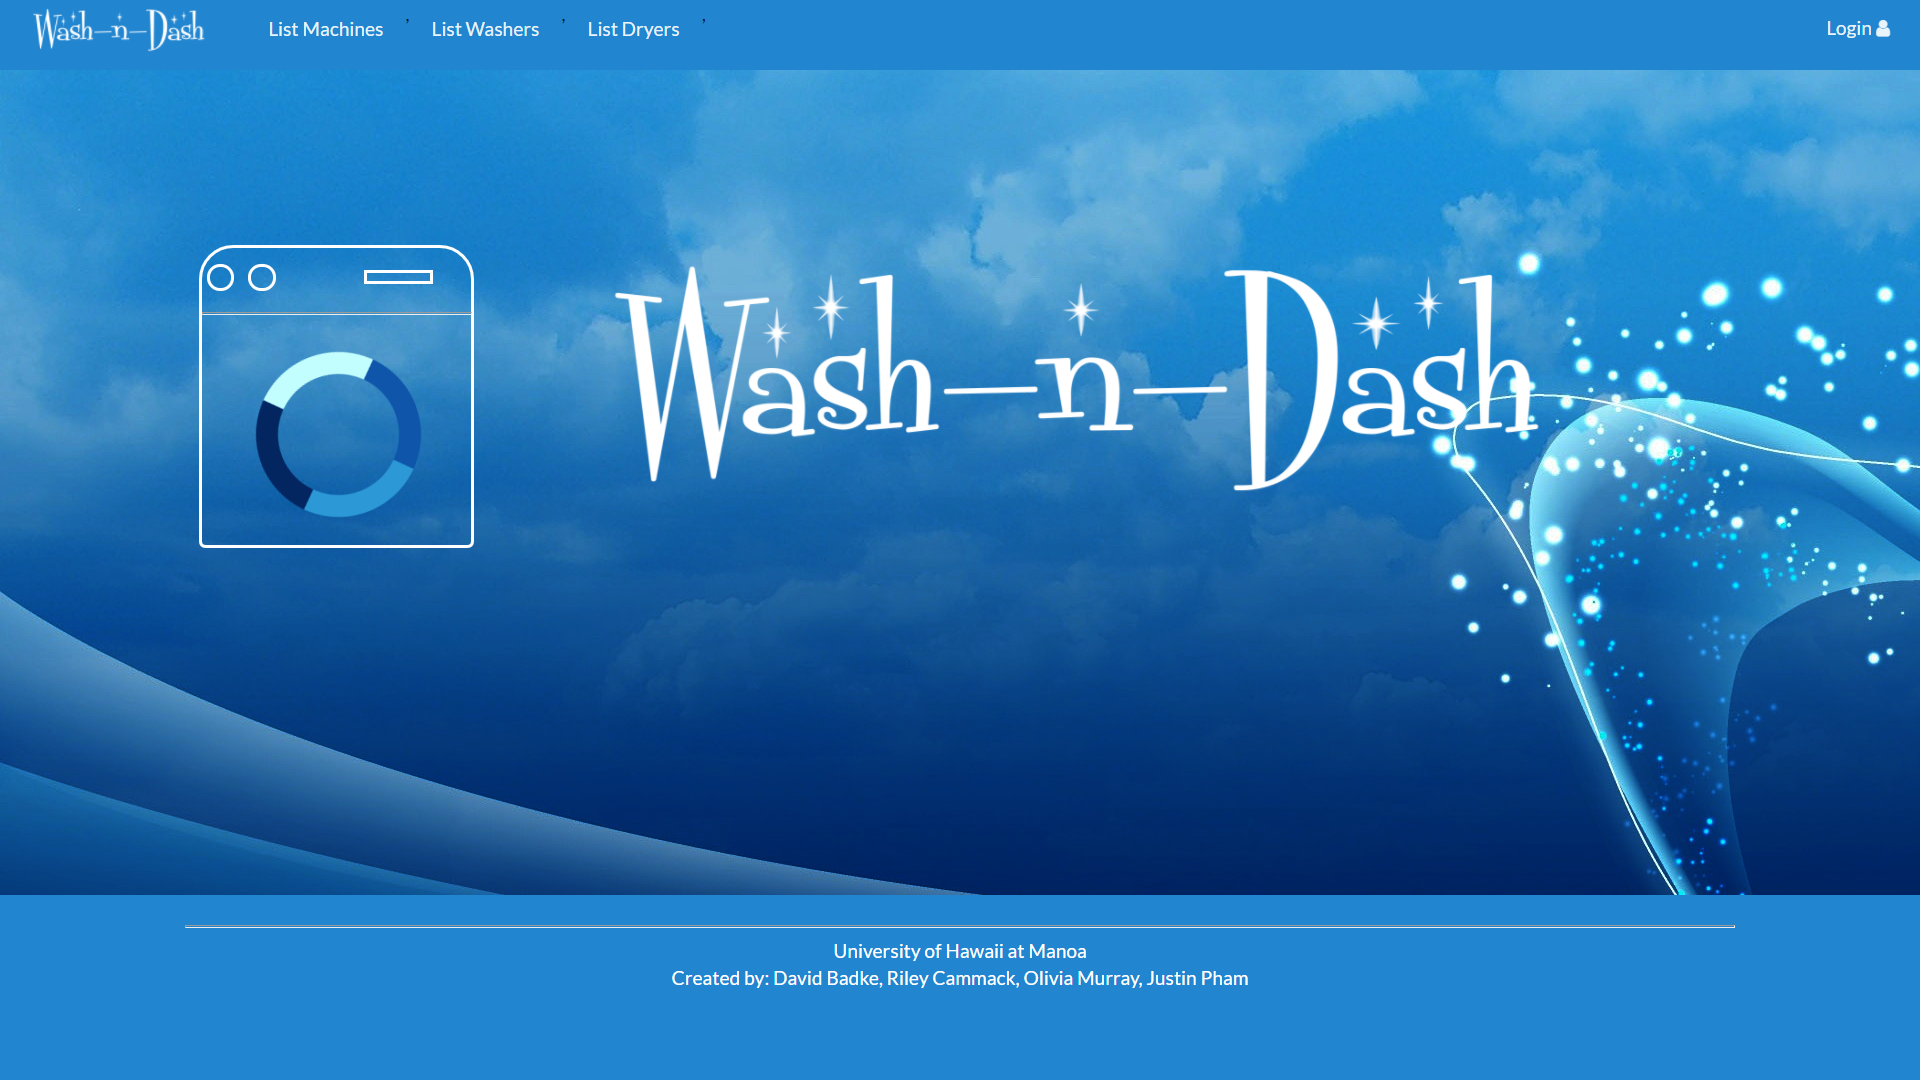 Wash-n-Dash
List Machines , List Washers , List Dryers ,
Login
Wash-n-Dash
University of Hawaii at Manoa
Created by: David Badke, Riley Cammack, Olivia Murray, Justin Pham